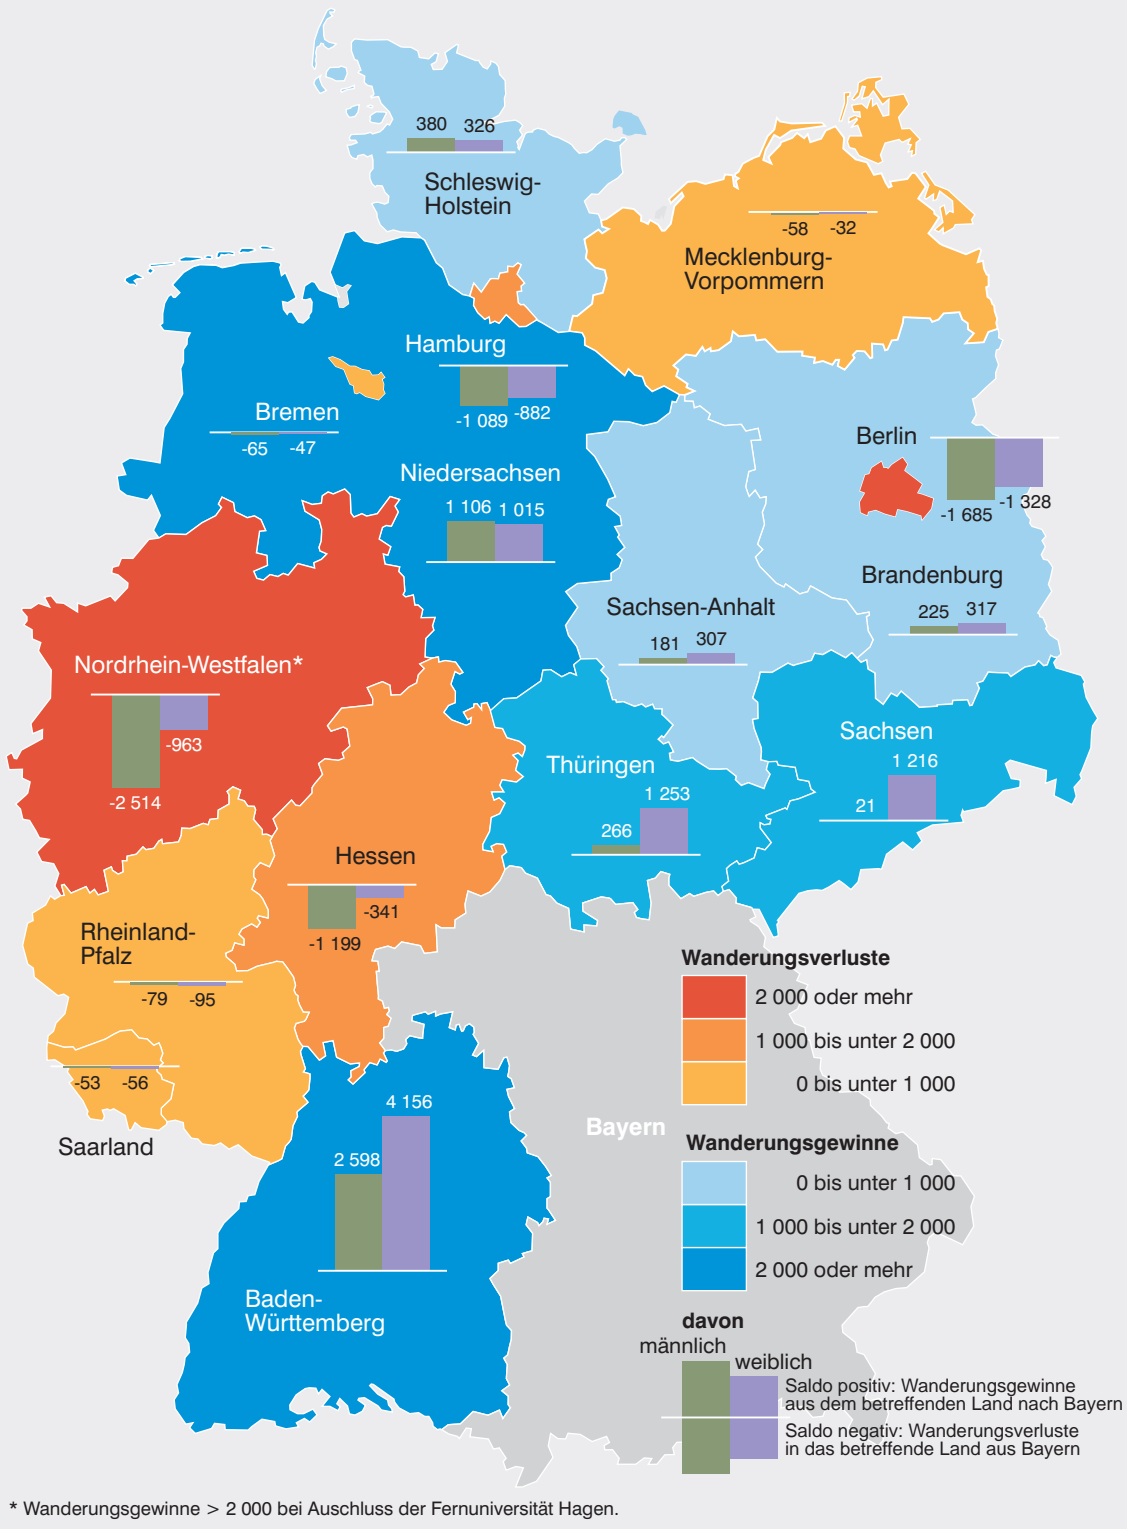 380 326
Schleswig-
Holstein
-58 -32
Mecklenburg-
Vorpommern
Hamburg
-1 089 -882
Bremen
-65 -47
Niedersachsen
1 106 1 015
Berlin
-1 685 -1 328
Brandenburg
225 317
Sachsen-Anhalt
181 307
Nordrhein-Westfalen*
-963
-2 514
Sachsen
1 216
21
Thüringen
1 253
266
Hessen
-341
-1 199
Rheinland-
Pfalz
-79 -95
-53 -56
Saarland
4 156
2 598
Baden-
Württemberg
Bayern
Wanderungsverluste
2 000 oder mehr
1 000 bis unter 2 000
0 bis unter 1 000
Wanderungsgewinne
0 bis unter 1 000
1 000 bis unter 2 000
2 000 oder mehr
davon
männlich
weiblich
Saldo positiv: Wanderungsgewinne
aus dem betreffenden Land nach Bayern
Saldo negativ: Wanderungsverluste
in das betreffende Land aus Bayern
* Wanderungsgewinne > 2 000 bei Auschluss der Fernuniversität Hagen.